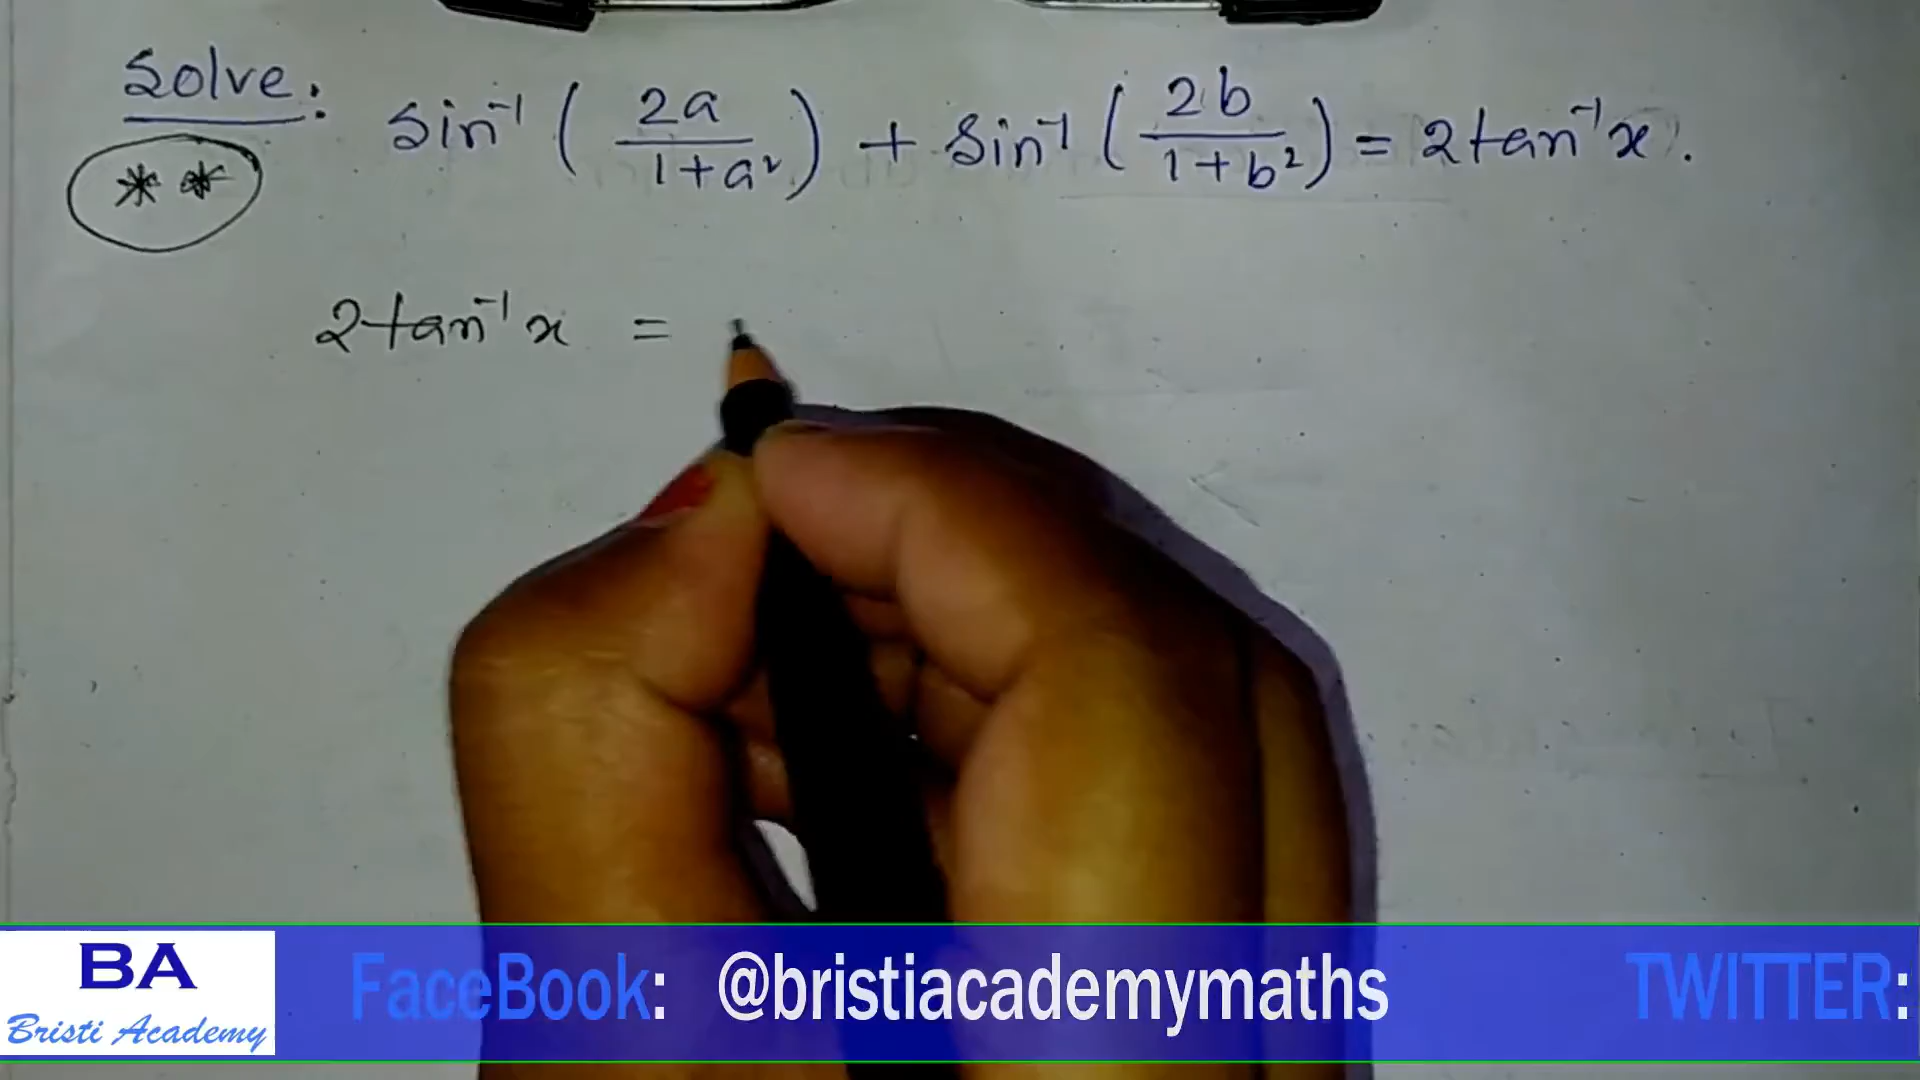 Solve: sin⁻¹ (2a/1+a²) + sin⁻¹ (2b/1+b²) = 2tan⁻¹x.
**
2tan⁻¹x =
BA
Bristi Academy
FaceBook: @bristiacademymaths TWITTER: